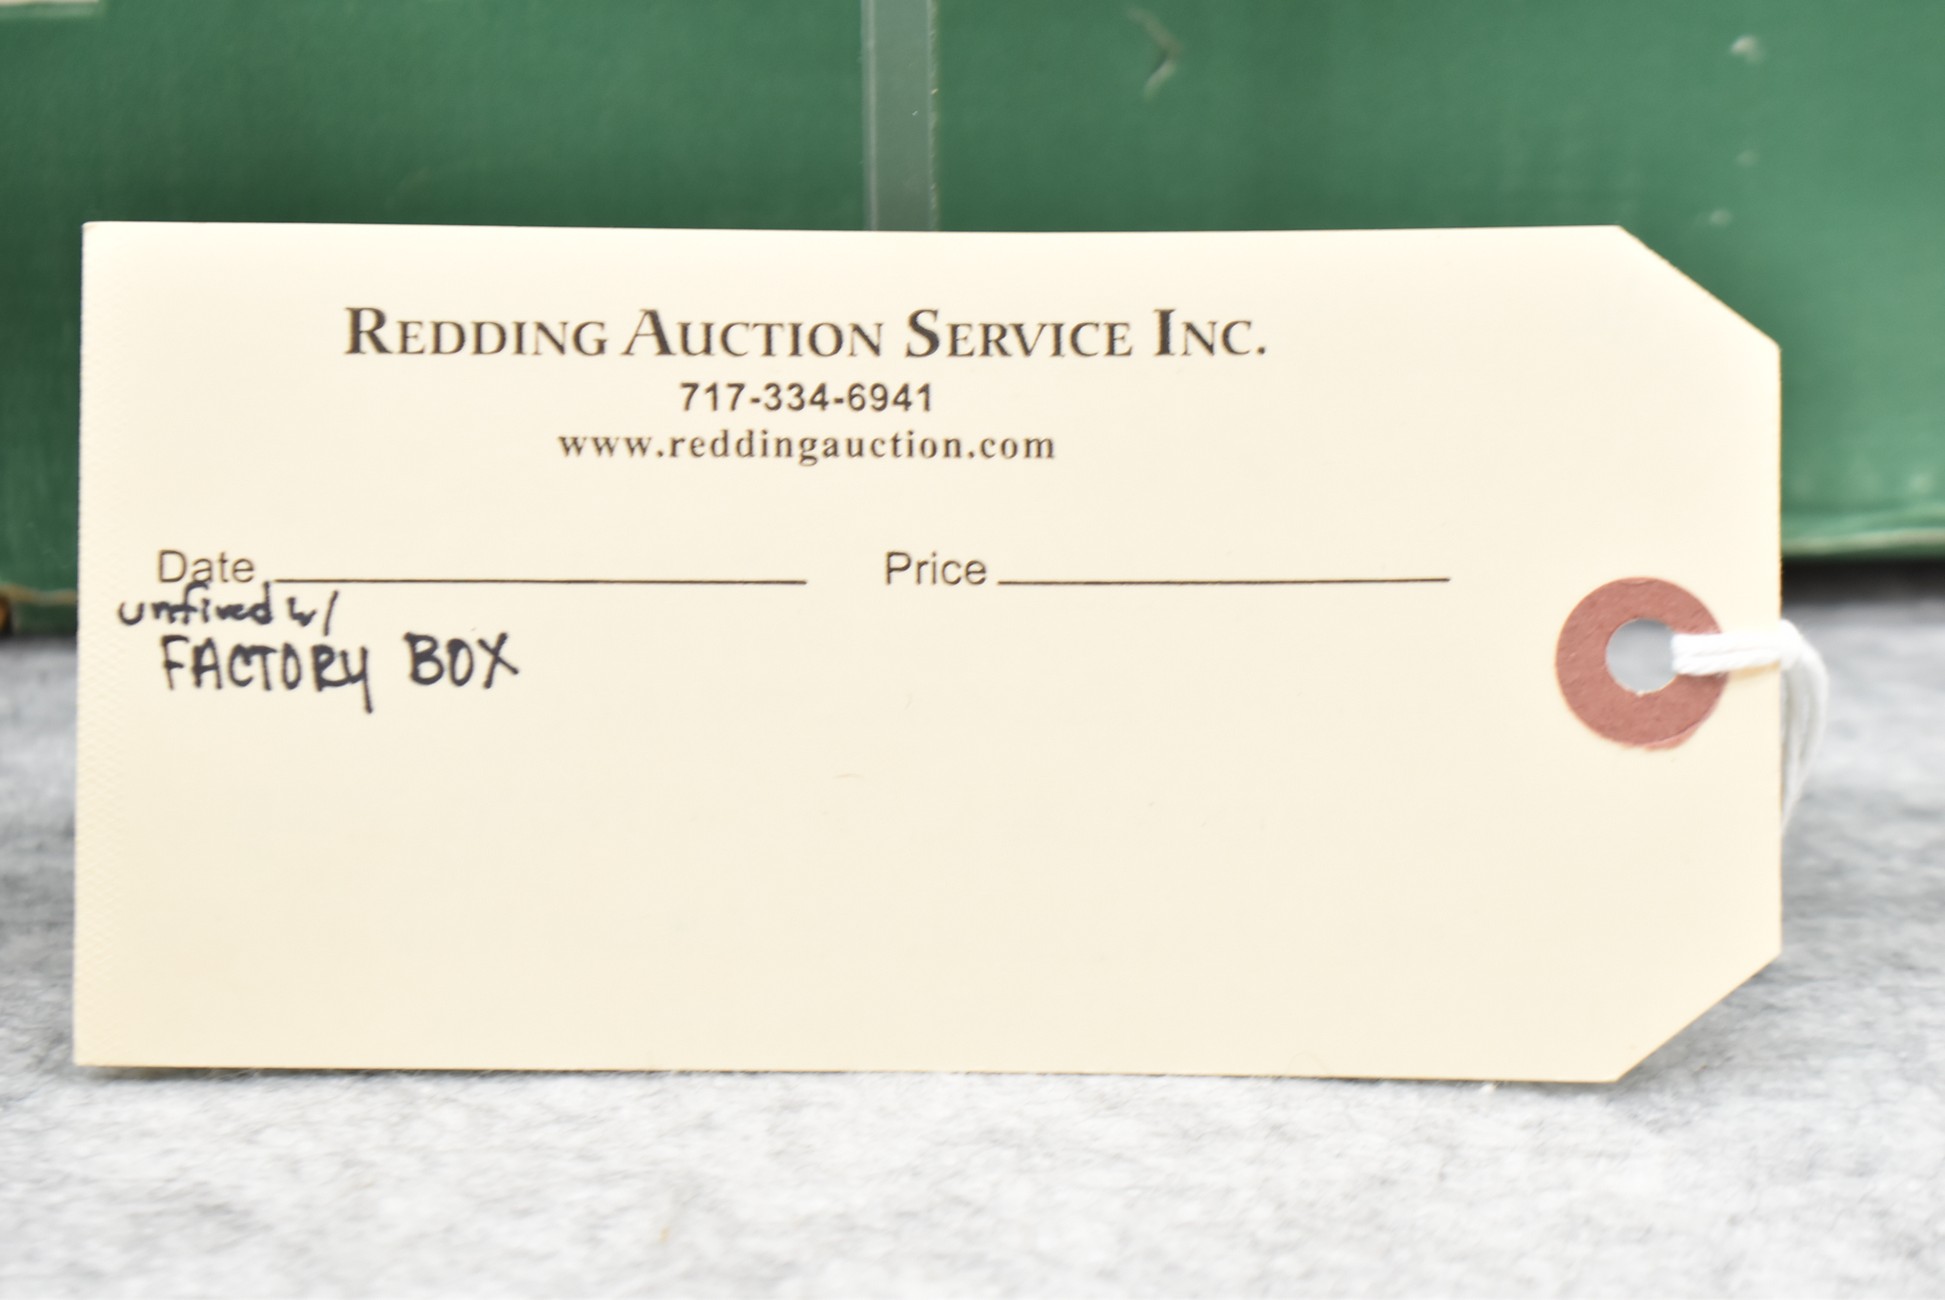 REDDING AUCTION SERVICE INC.
717-334-6941
www.reddingauction.com
Date Price
unfired w/
FACTORY BOX